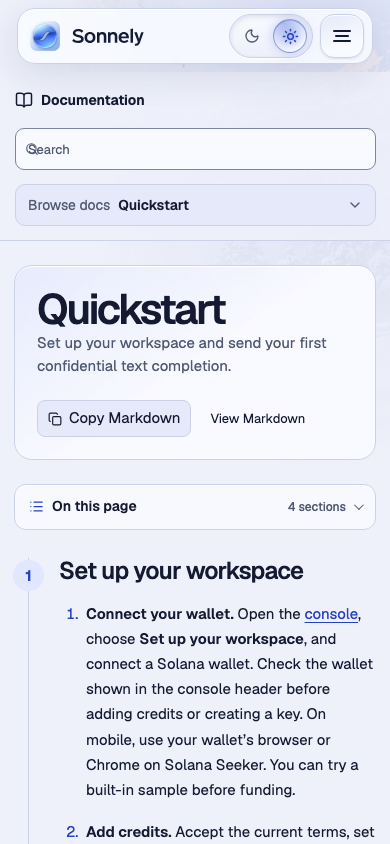 Sonnely
Documentation
Search
Browse docs Quickstart
Quickstart
Set up your workspace and send your first
confidential text completion.
Copy Markdown View Markdown
On this page 4 sections
1 Set up your workspace
1. Connect your wallet. Open the console,
choose Set up your workspace, and
connect a Solana wallet. Check the wallet
shown in the console header before
adding credits or creating a key. On
mobile, use your wallet's browser or
Chrome on Solana Seeker. You can try a
built-in sample before funding.
2. Add credits. Accept the current terms, set